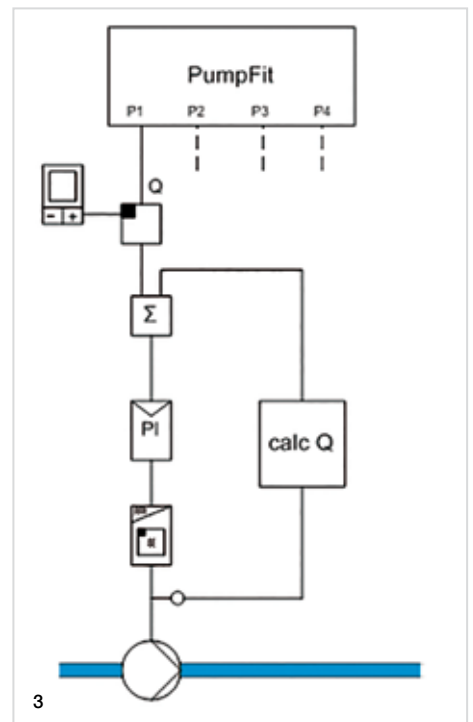 PumpFit
P1 P2 P3 P4
Q
− +
Σ
PI
calc Q
3